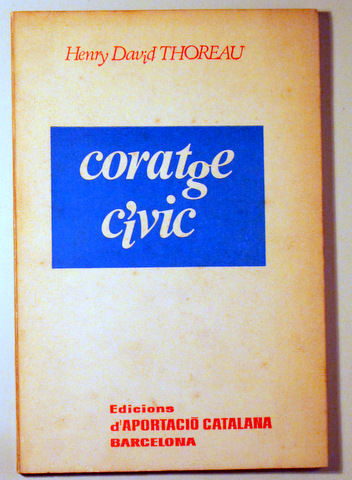 Henry David THOREAU
coratge
cívic
Edicions
d'APORTACIÓ CATALANA
BARCELONA